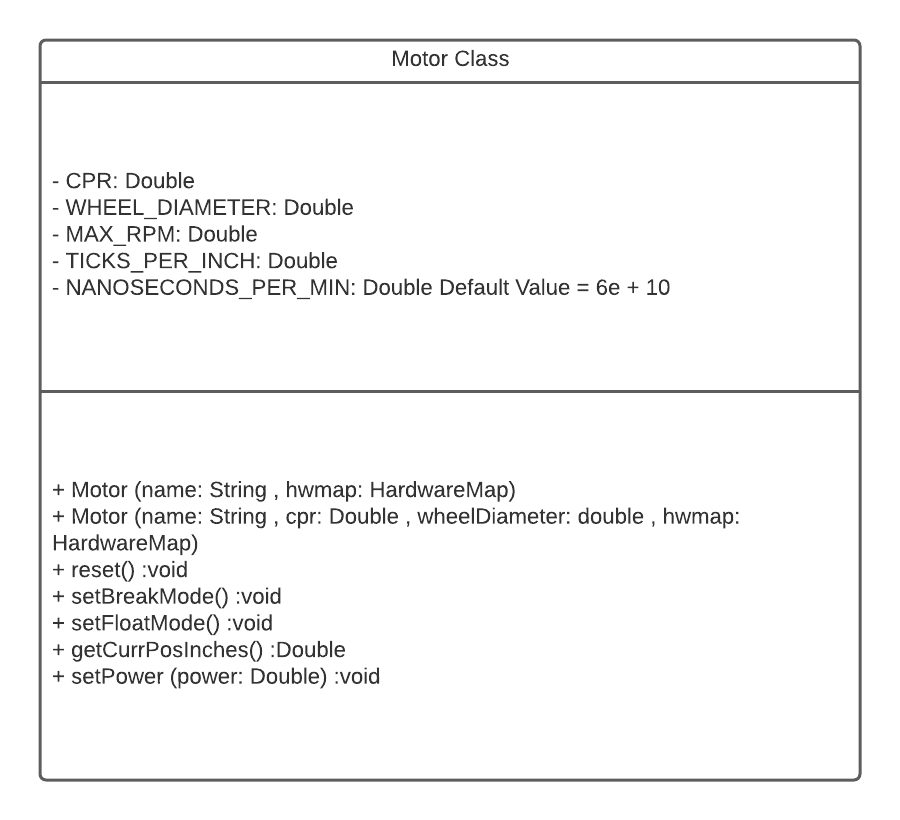 Motor Class
- CPR: Double
- WHEEL_DIAMETER: Double
- MAX_RPM: Double
- TICKS_PER_INCH: Double
- NANOSECONDS_PER_MIN: Double Default Value = 6e + 10
+ Motor (name: String , hwmap: HardwareMap)
+ Motor (name: String , cpr: Double , wheelDiameter: double , hwmap:
HardwareMap)
+ reset() :void
+ setBreakMode() :void
+ setFloatMode() :void
+ getCurrPosInches() :Double
+ setPower (power: Double) :void